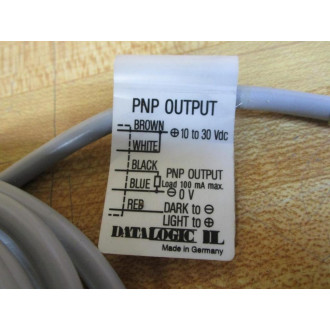 PNP OUTPUT
BROWN ⊕ 10 to 30 Vdc
WHITE
BLACK PNP OUTPUT
Load 100 mA max.
BLUE ⊖ 0 V
RED DARK to ⊖
LIGHT to ⊕
DATALOGIC IL
Made in Germany